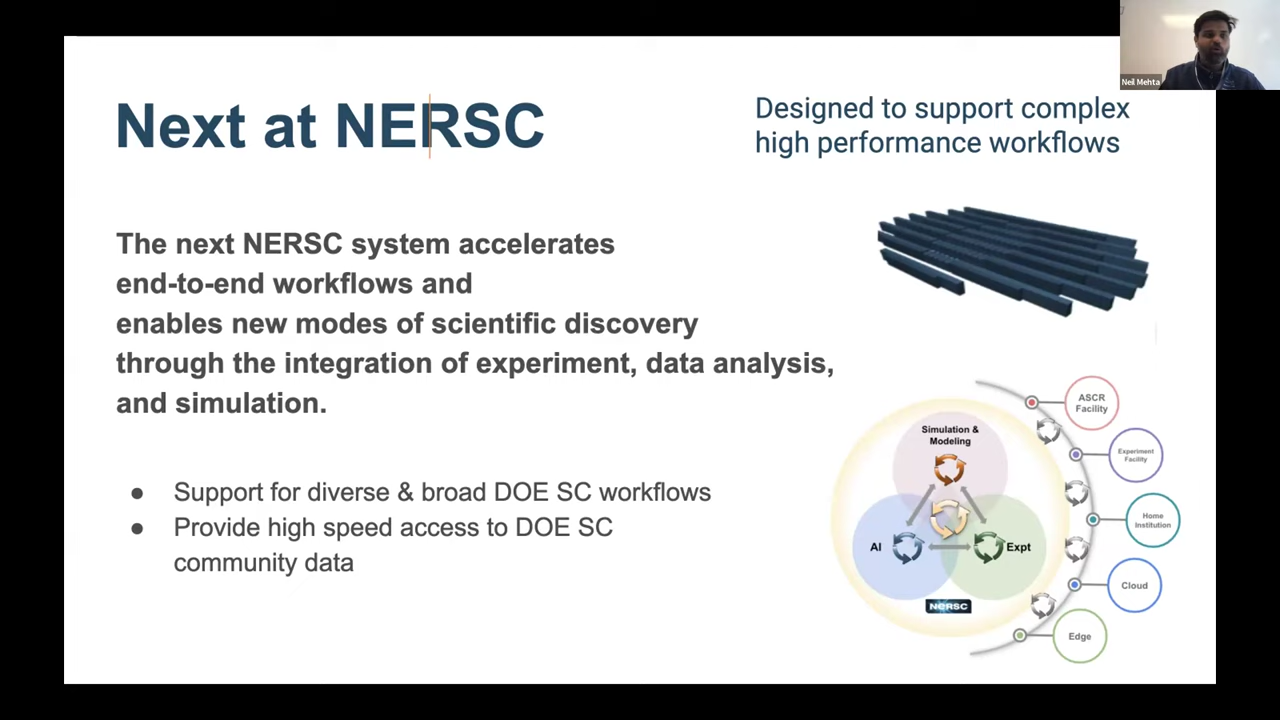 Neil Mehta
Next at NERSC
Designed to support complex
high performance workflows
The next NERSC system accelerates
end-to-end workflows and
enables new modes of scientific discovery
through the integration of experiment, data analysis,
and simulation.
● Support for diverse & broad DOE SC workflows
● Provide high speed access to DOE SC
community data
Simulation &
Modeling
AI
Expt
NERSC
ASCR
Facility
Experiment
Facility
Home
Institution
Cloud
Edge